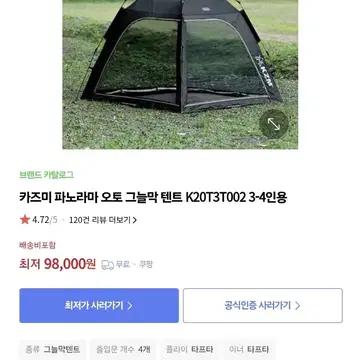 KZM
브랜드 카탈로그
카즈미 파노라마 오토 그늘막 텐트 K20T3T002 3-4인용
★ 4.72/5 · 120건 리뷰 더보기 >
배송비포함
최저 98,000원 무료 · 쿠팡
최저가 사러가기 > 공식인증 사러가기 >
종류 그늘막텐트 출입문 개수 4개 플라이 타프타 이너 타프타